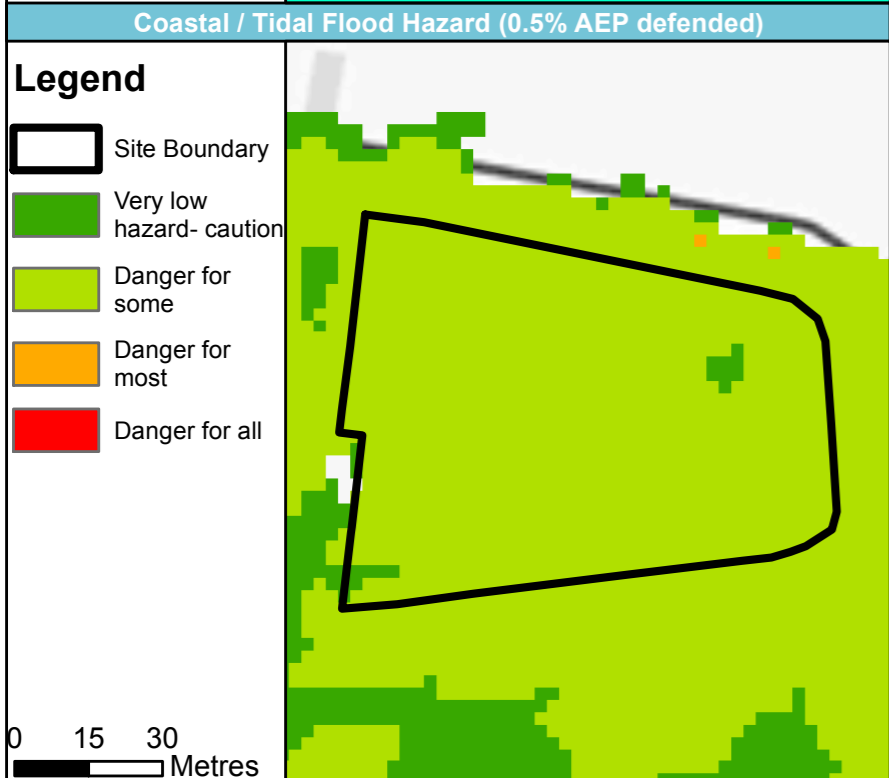 Coastal / Tidal Flood Hazard (0.5% AEP defended)
Legend
Site Boundary
Very low
hazard- caution
Danger for
some
Danger for
most
Danger for all
0 15 30
Metres